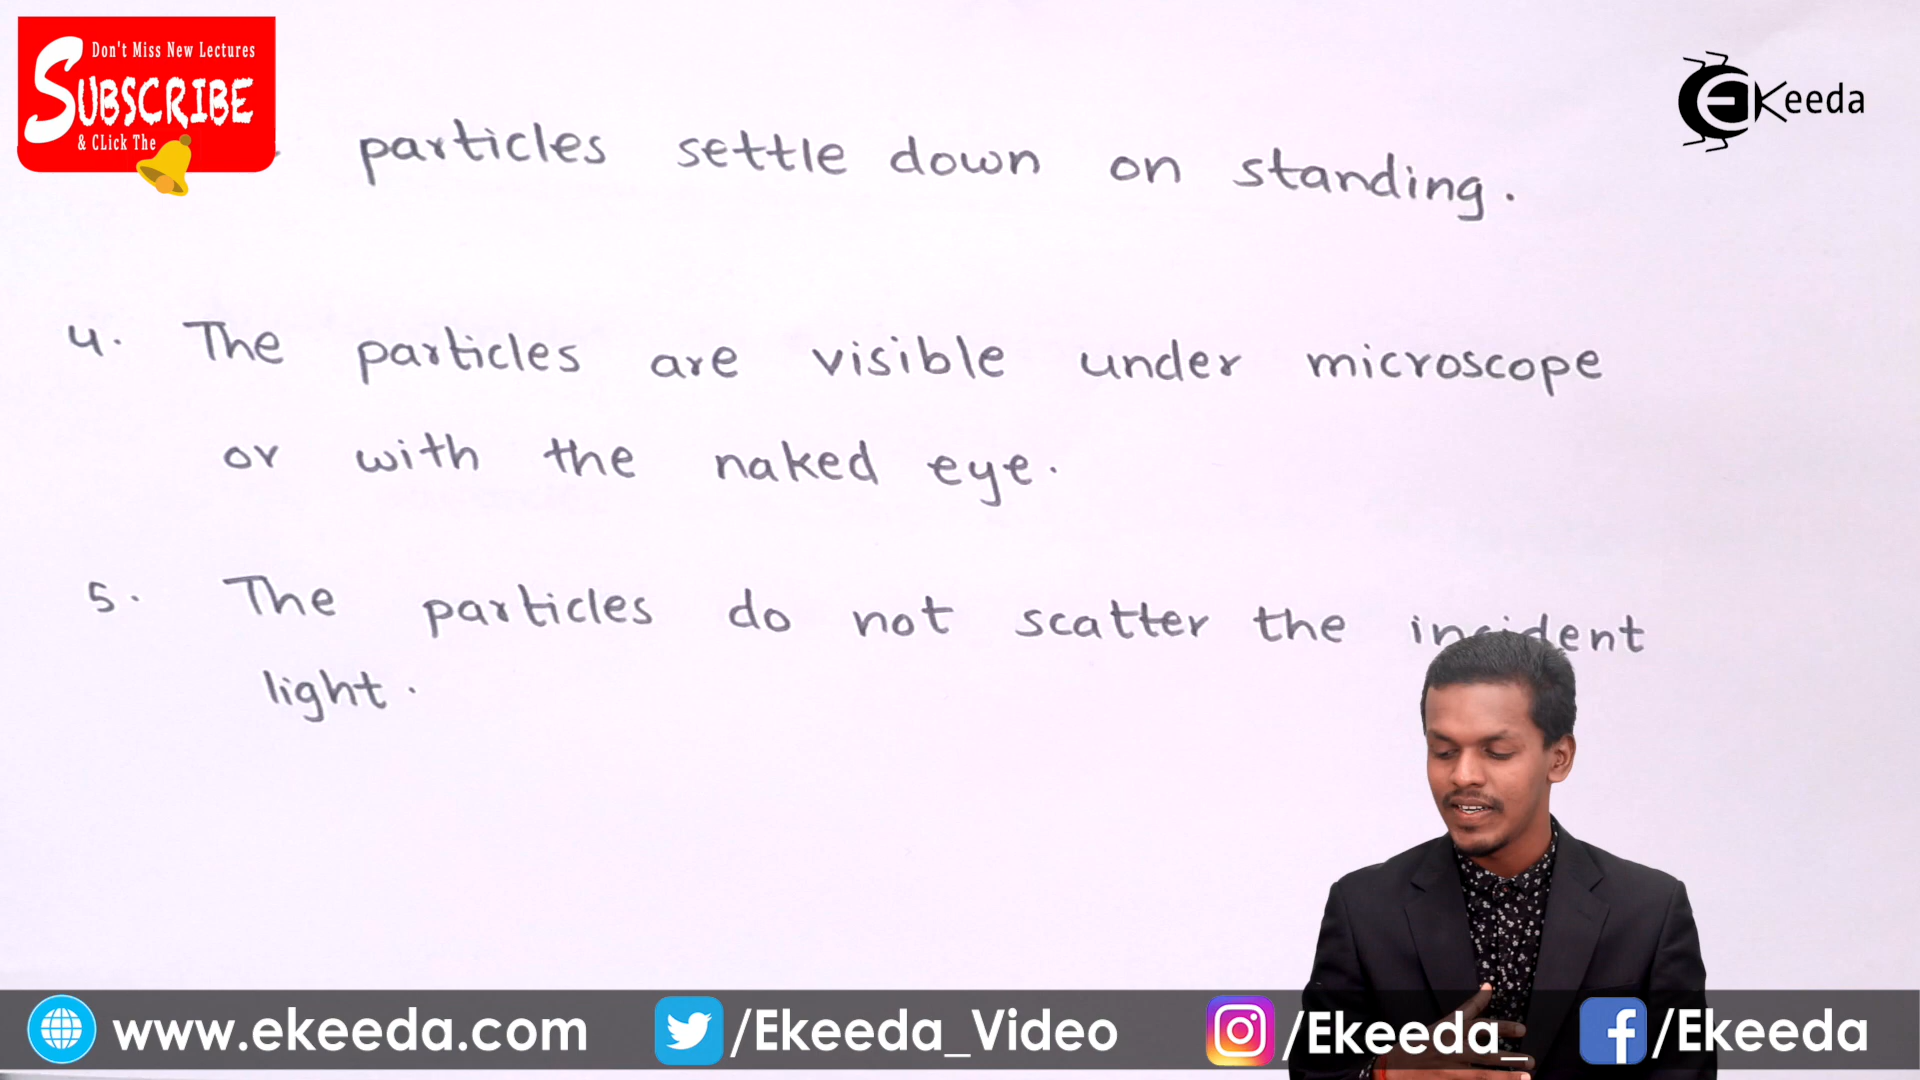 Don't Miss New Lectures
SUBSCRIBE
& CLick The
Ekeeda
particles settle down on standing.
4. The particles are visible under microscope
or with the naked eye.
5. The particles do not scatter the incident
light.
www.ekeeda.com /Ekeeda_Video /Ekeeda_ /Ekeeda